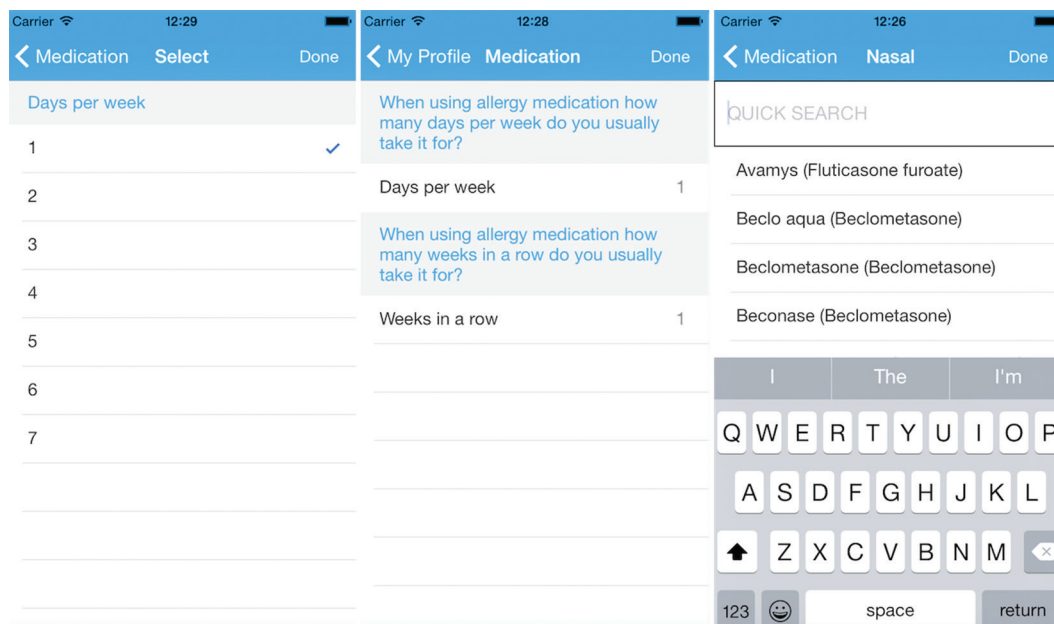 Carrier 12:29
Medication Select Done
Days per week
1
2
3
4
5
6
7
Carrier 12:28
My Profile Medication Done
When using allergy medication how
many days per week do you usually
take it for?
Days per week 1
When using allergy medication how
many weeks in a row do you usually
take it for?
Weeks in a row 1
Carrier 12:26
Medication Nasal Done
QUICK SEARCH
Avamys (Fluticasone furoate)
Beclo aqua (Beclometasone)
Beclometasone (Beclometasone)
Beconase (Beclometasone)
I The I'm
Q W E R T Y U I O P
A S D F G H J K L
Z X C V B N M
123 space return